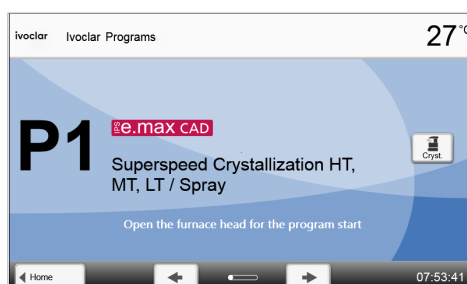 ivoclar Ivoclar Programs 27°C
P1
IPS e.max CAD
Superspeed Crystallization HT,
MT, LT / Spray
Cryst.
Open the furnace head for the program start
Home 07:53:41